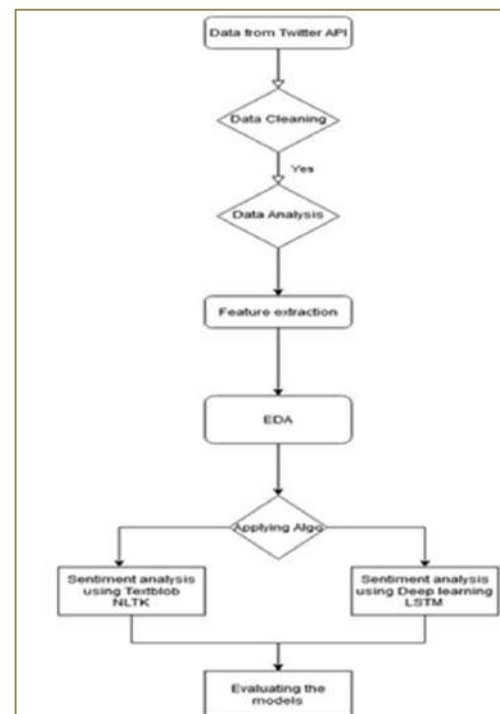 Data from Twitter API
Data Cleaning
Yes
Data Analysis
Feature extraction
EDA
Applying Algo
Sentiment analysis
using Textblob
NLTK
Sentiment analysis
using Deep learning
LSTM
Evaluating the
models